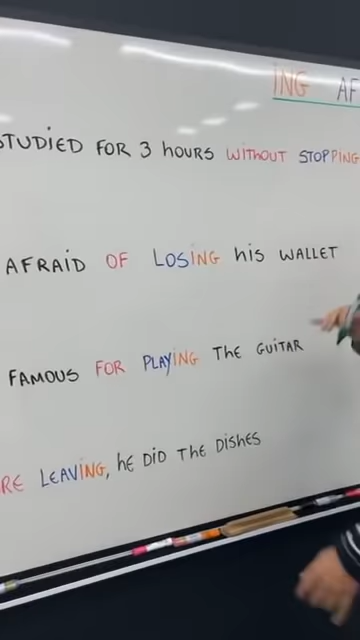 ING AF
STUDIED FOR 3 HOURS WITHOUT STOPPING
AFRAID OF LOSING HIS WALLET
FAMOUS FOR PLAYING THE GUITAR
RE LEAVING, HE DID THE DISHES